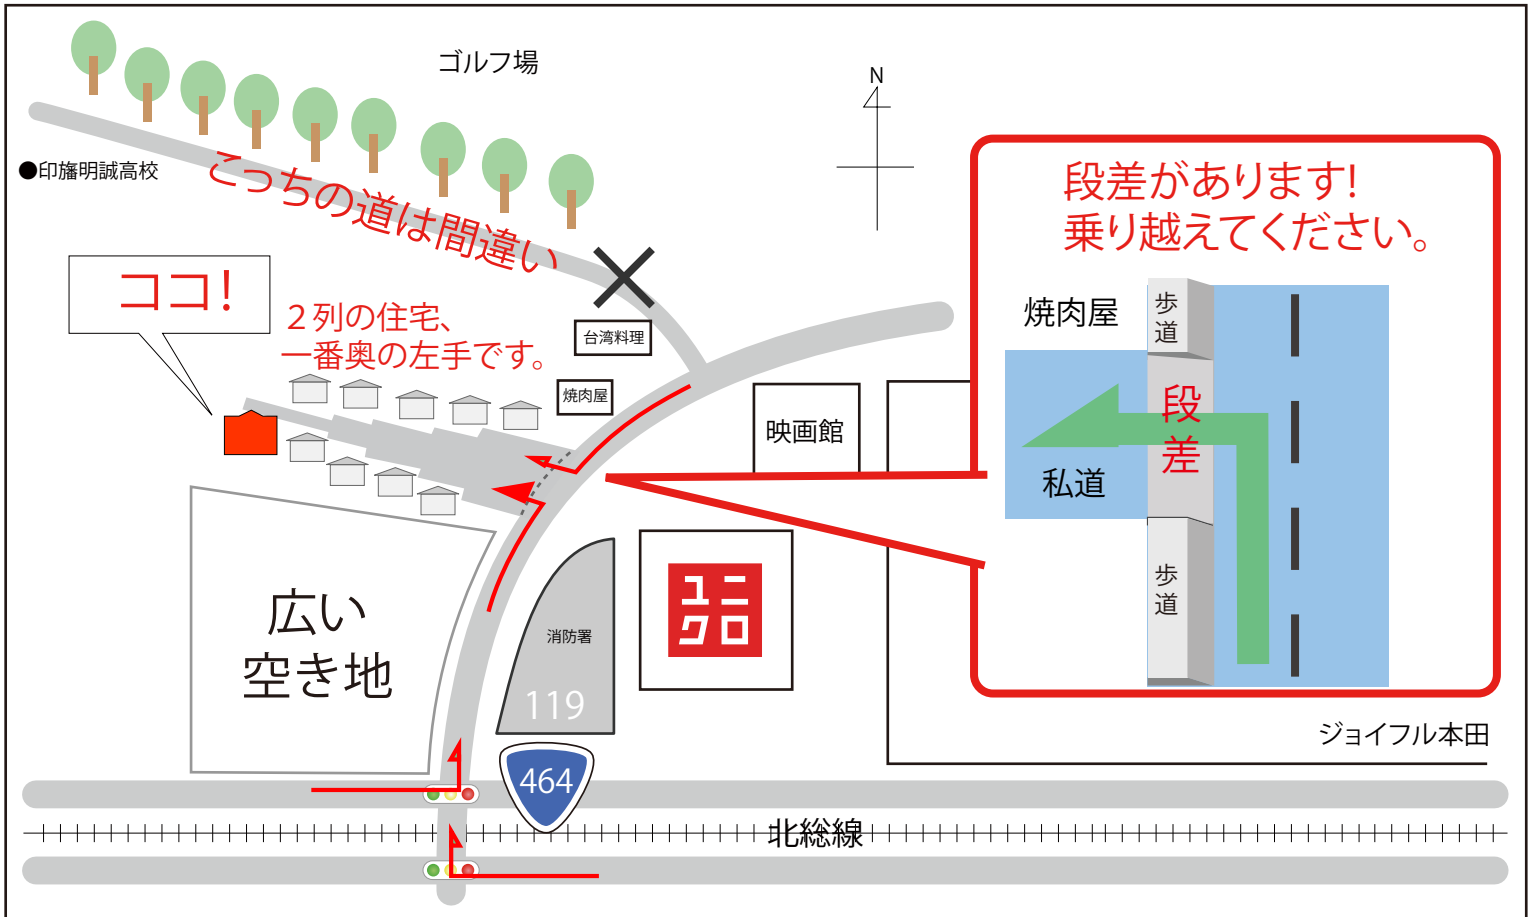 ゴルフ場
N
●印旛明誠高校
こっちの道は間違い
段差があります!
乗り越えてください。
ココ!
２列の住宅、
一番奥の左手です。
台湾料理
焼肉屋
映画館
焼肉屋
歩道
段差
私道
歩道
広い
空き地
消防署
119
ユニ
クロ
ジョイフル本田
464
北総線